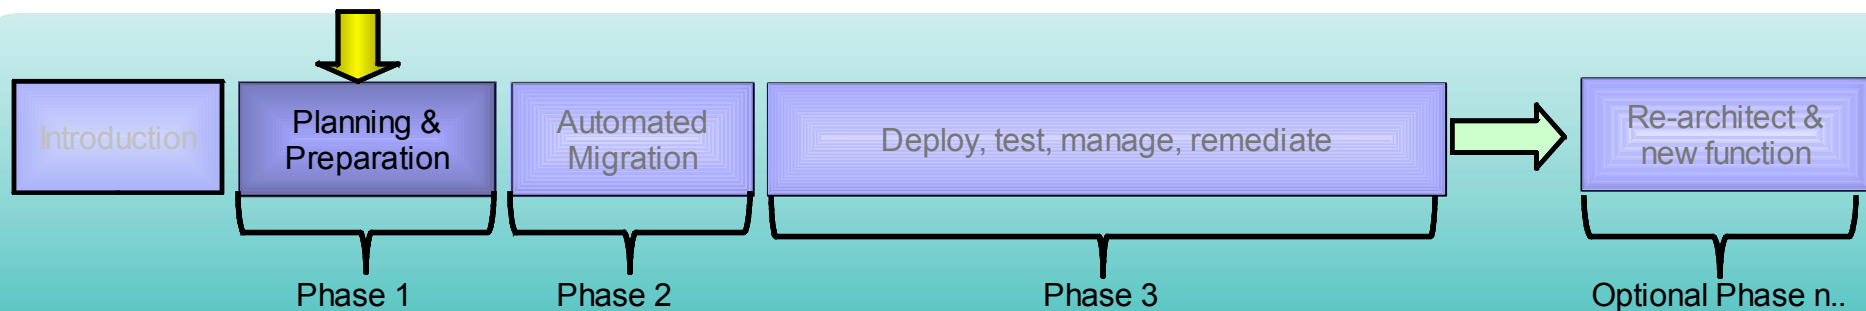 Introduction
Planning &
Preparation
Automated
Migration
Deploy, test, manage, remediate
Re-architect &
new function
Phase 1
Phase 2
Phase 3
Optional Phase n..